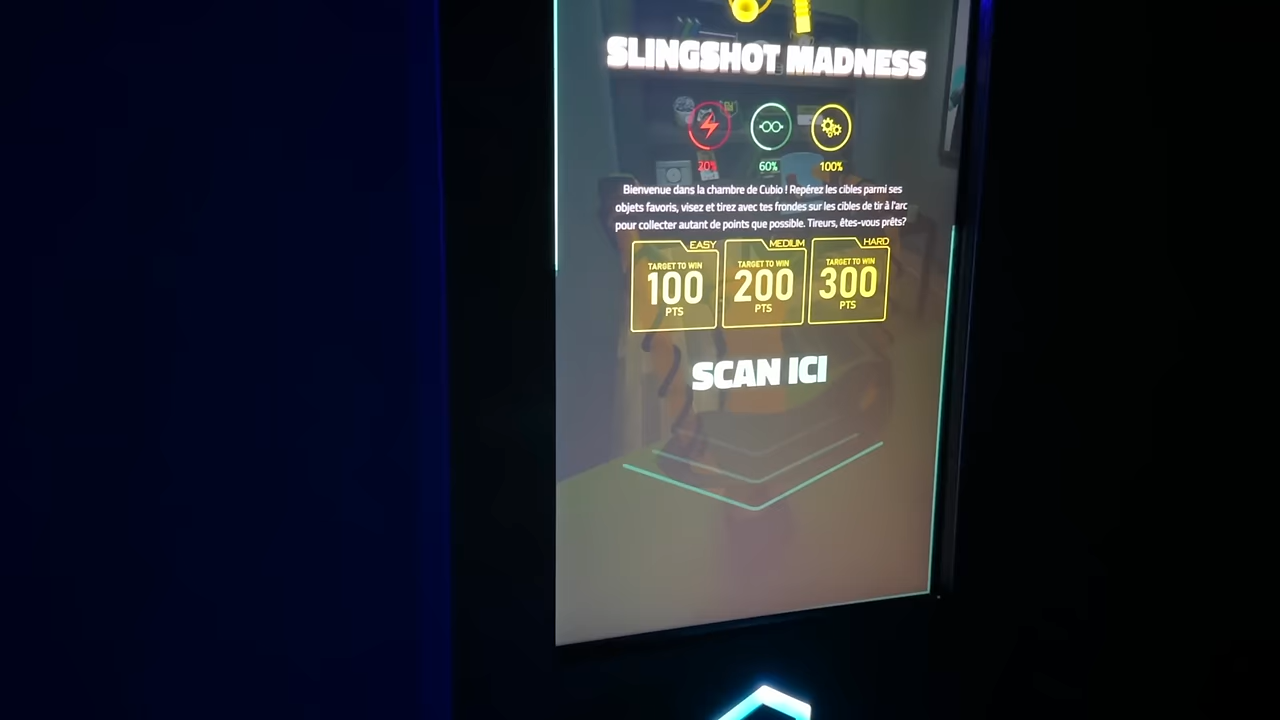 SLINGSHOT MADNESS
20% 60% 100%
Bienvenue dans la chambre de Cubio ! Repérez les cibles parmi ses
objets favoris, visez et tirez avec tes frondes sur les cibles de tir à l'arc
pour collecter autant de points que possible. Tireurs, êtes-vous prêts?
EASY
TARGET TO WIN
100
PTS
MEDIUM
TARGET TO WIN
200
PTS
HARD
TARGET TO WIN
300
PTS
SCAN ICI